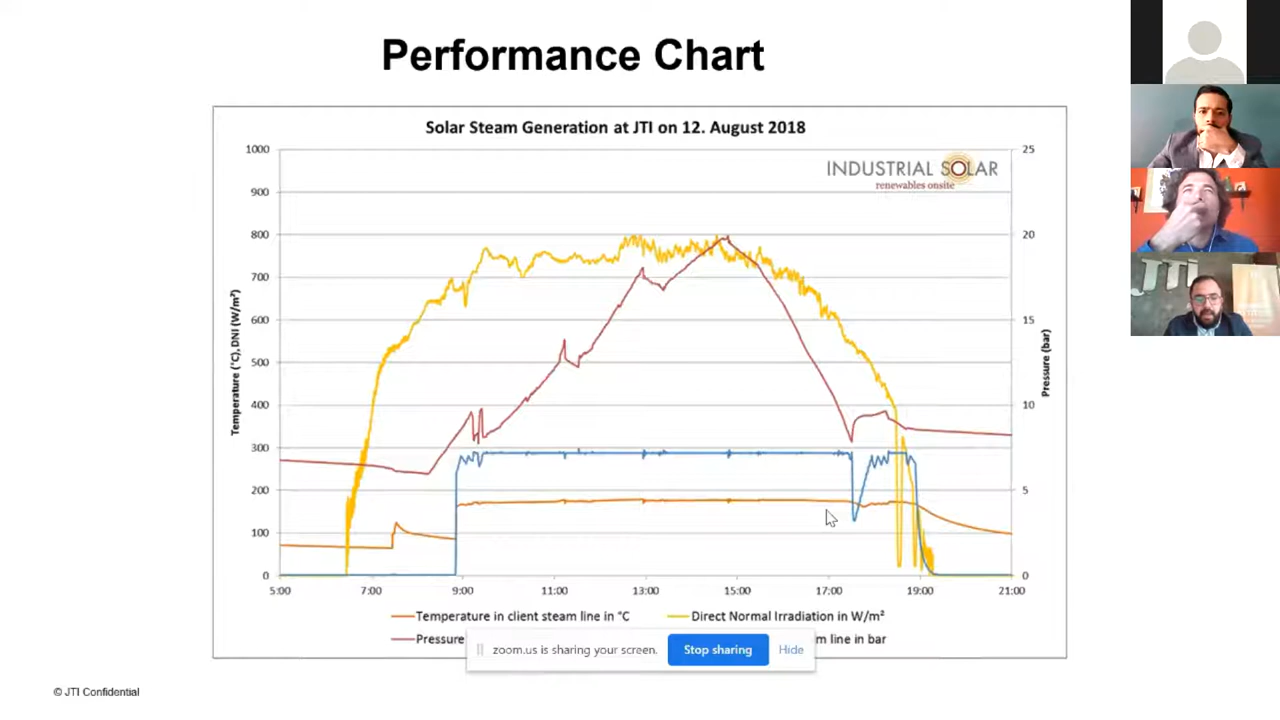 Performance Chart
Solar Steam Generation at JTI on 12. August 2018
INDUSTRIAL SOLAR
renewables onsite
1000
900
800
700
600
500
400
300
200
100
0
Temperature (°C), DNI (W/m²)
25
20
15
10
5
0
Pressure (bar)
5:00 7:00 9:00 11:00 13:00 15:00 17:00 19:00 21:00
Temperature in client steam line in °C Direct Normal Irradiation in W/m²
Pressure m line in bar
zoom.us is sharing your screen. Stop sharing Hide
© JTI Confidential
JTI